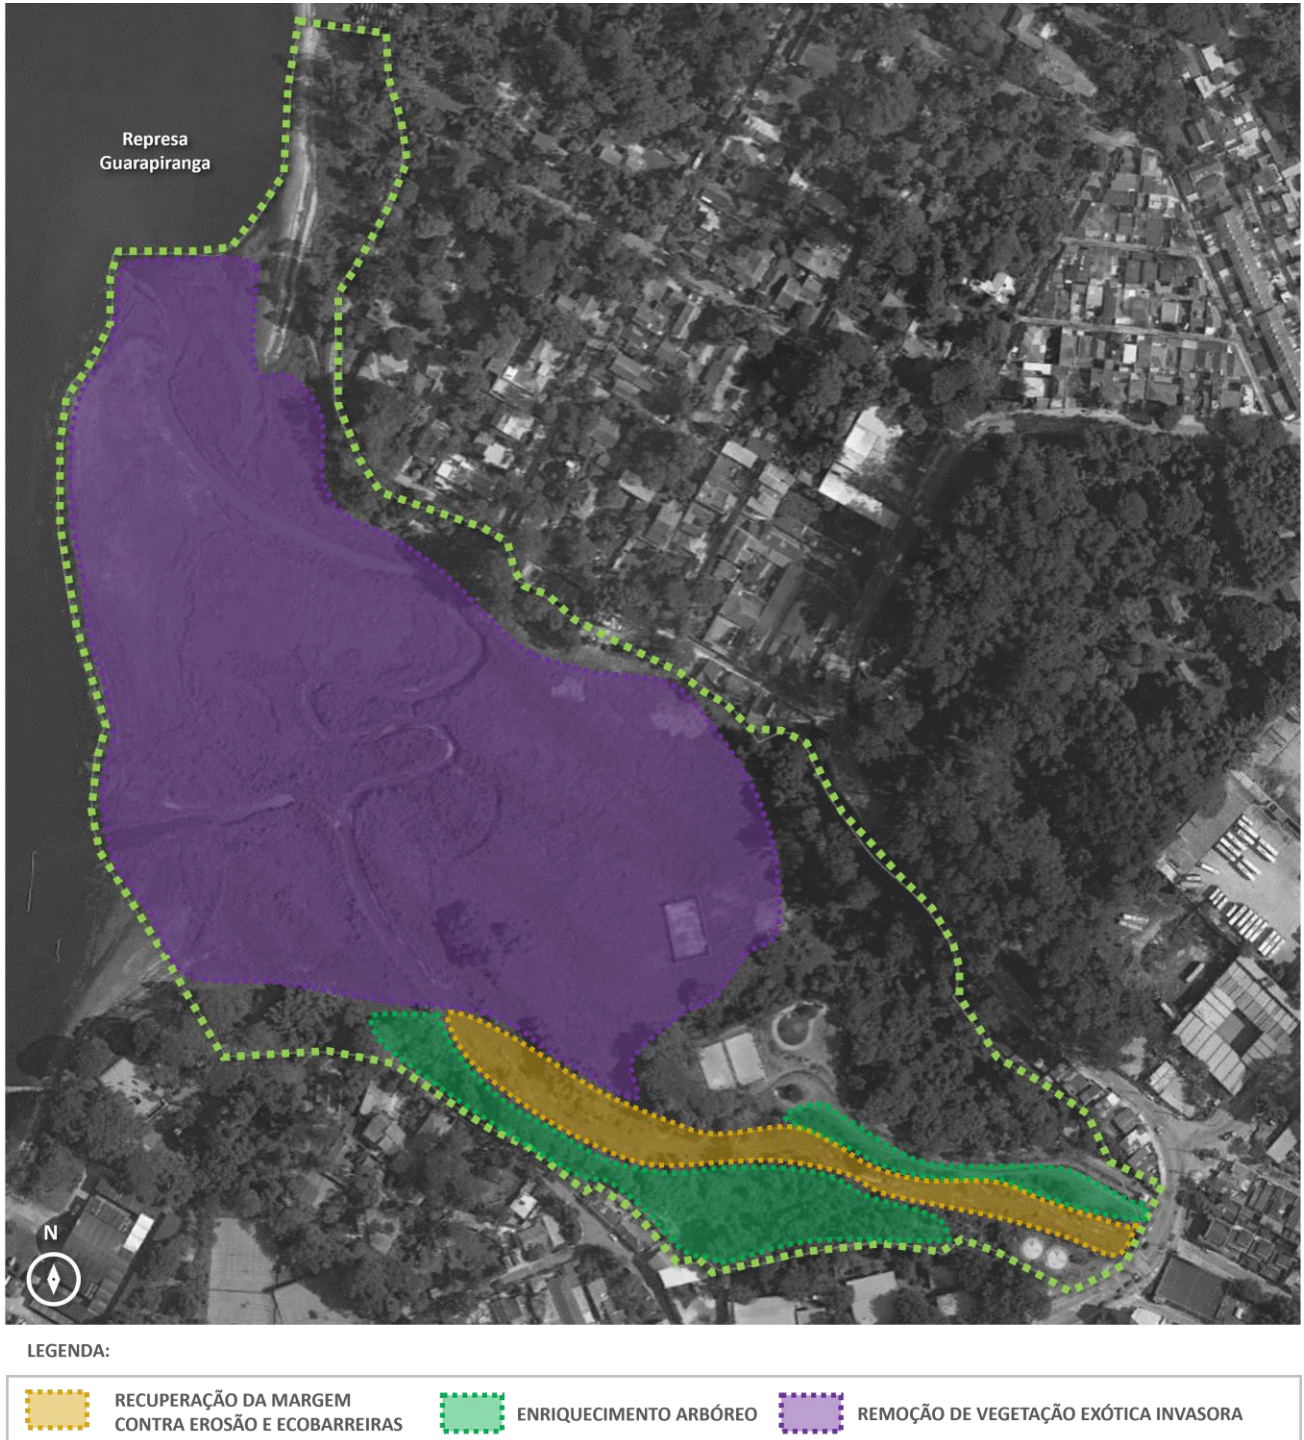 Represa
Guarapiranga
N
LEGENDA:
RECUPERAÇÃO DA MARGEM
CONTRA EROSÃO E ECOBARREIRAS
ENRIQUECIMENTO ARBÓREO
REMOÇÃO DE VEGETAÇÃO EXÓTICA INVASORA